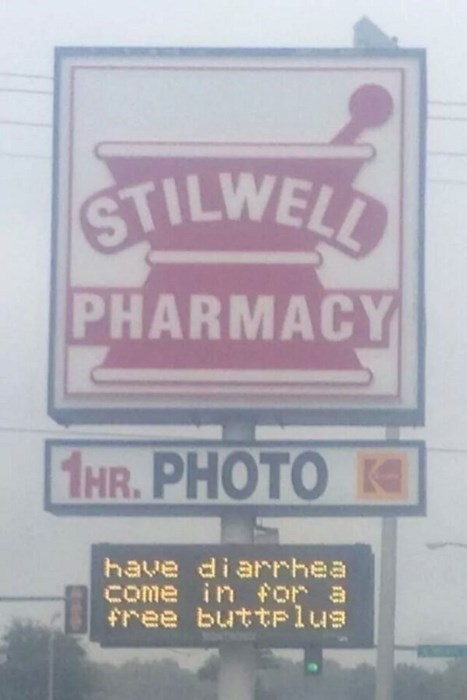 STILWELL
PHARMACY
1HR. PHOTO
have diarrhea
come in for a
free buttplug